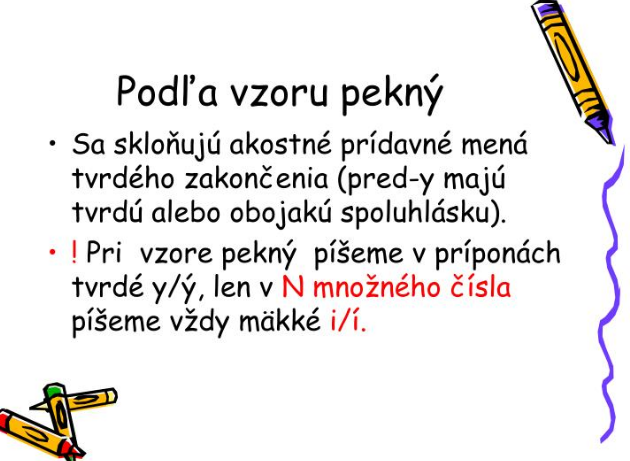 Podľa vzoru pekný
• Sa skloňujú akostné prídavné mená
tvrdého zakončenia (pred-y majú
tvrdú alebo obojakú spoluhlásku).
• ! Pri vzore pekný píšeme v príponách
tvrdé y/ý, len v N množného čísla
píšeme vždy mäkké i/í.